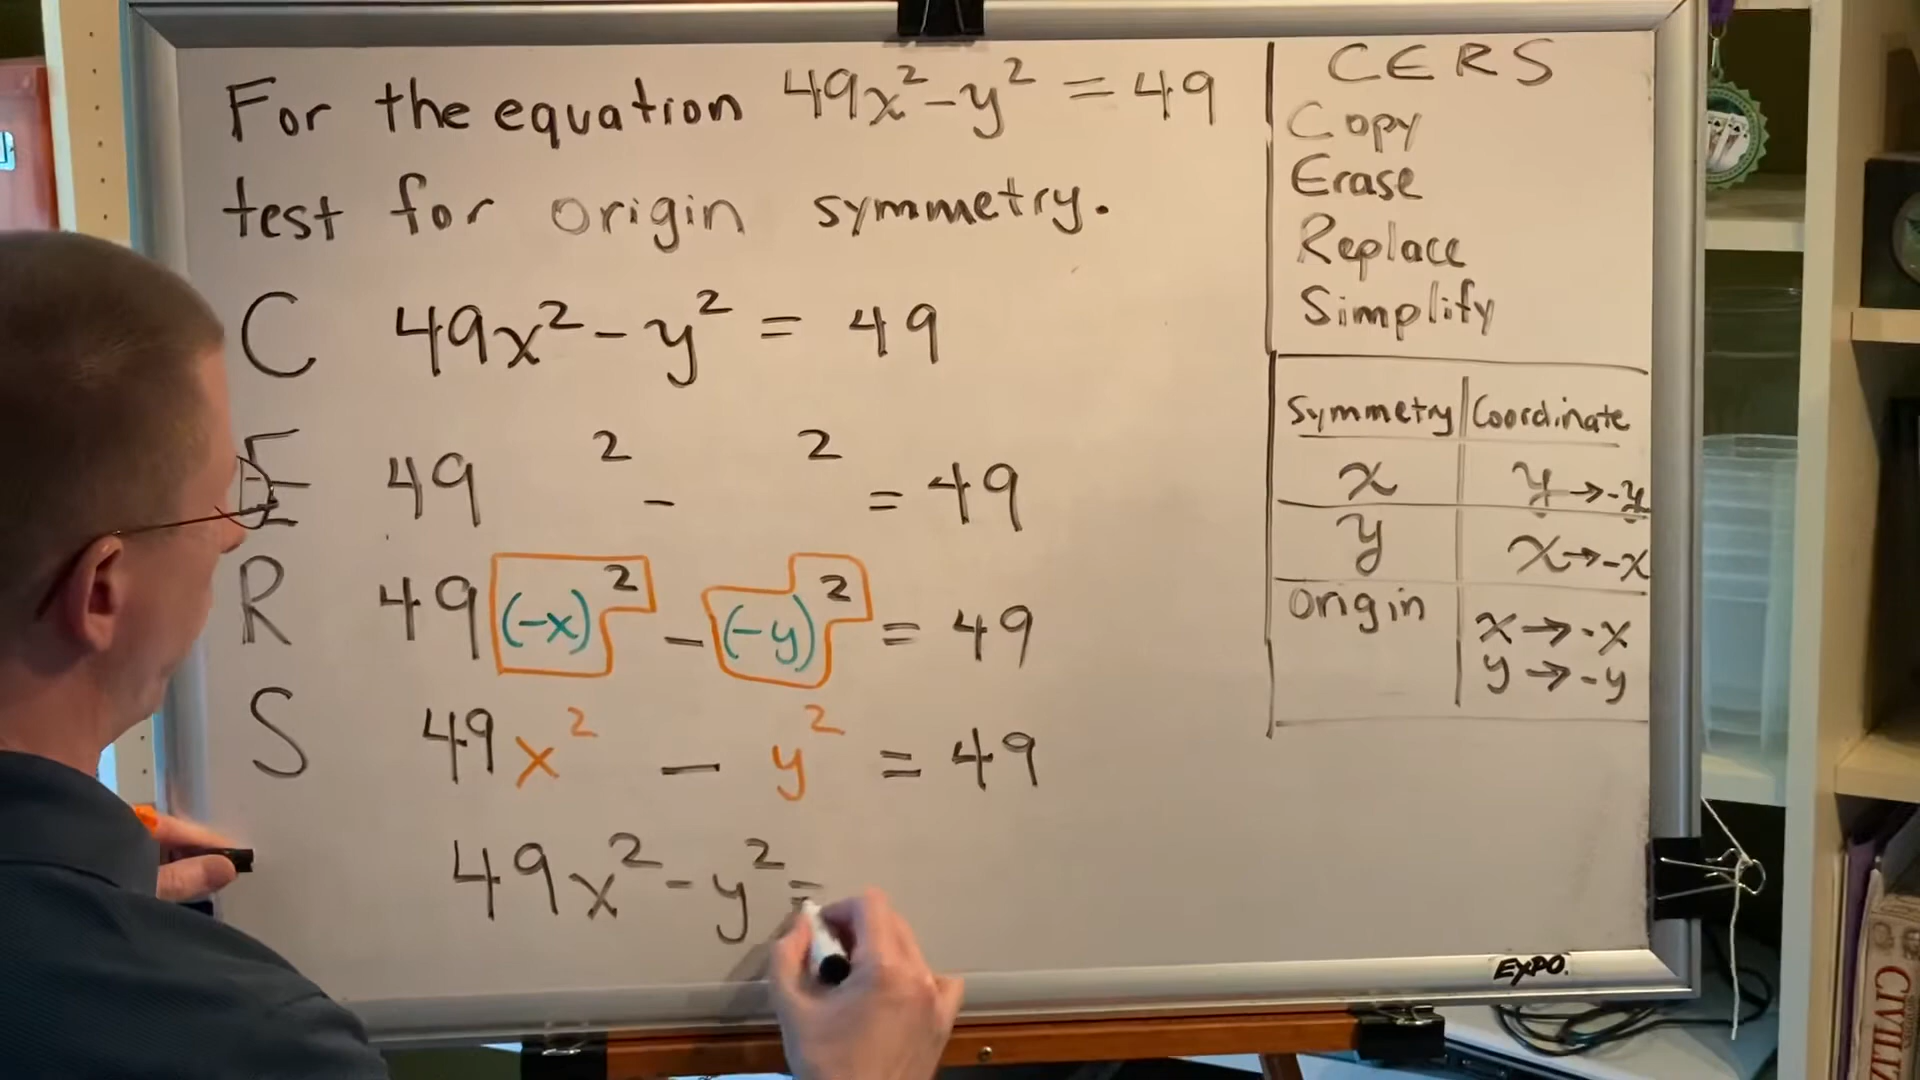 For the equation 49x² - y² = 49
test for origin symmetry.
C 49x² - y² = 49
E 49 ² - ² = 49
R 49(-x)² - (-y)² = 49
S 49x² - y² = 49
49x² - y² =
CERS
Copy
Erase
Replace
Simplify
Symmetry Coordinate
x y → -y
y x → -x
origin x → -x
y → -y
EXPO.